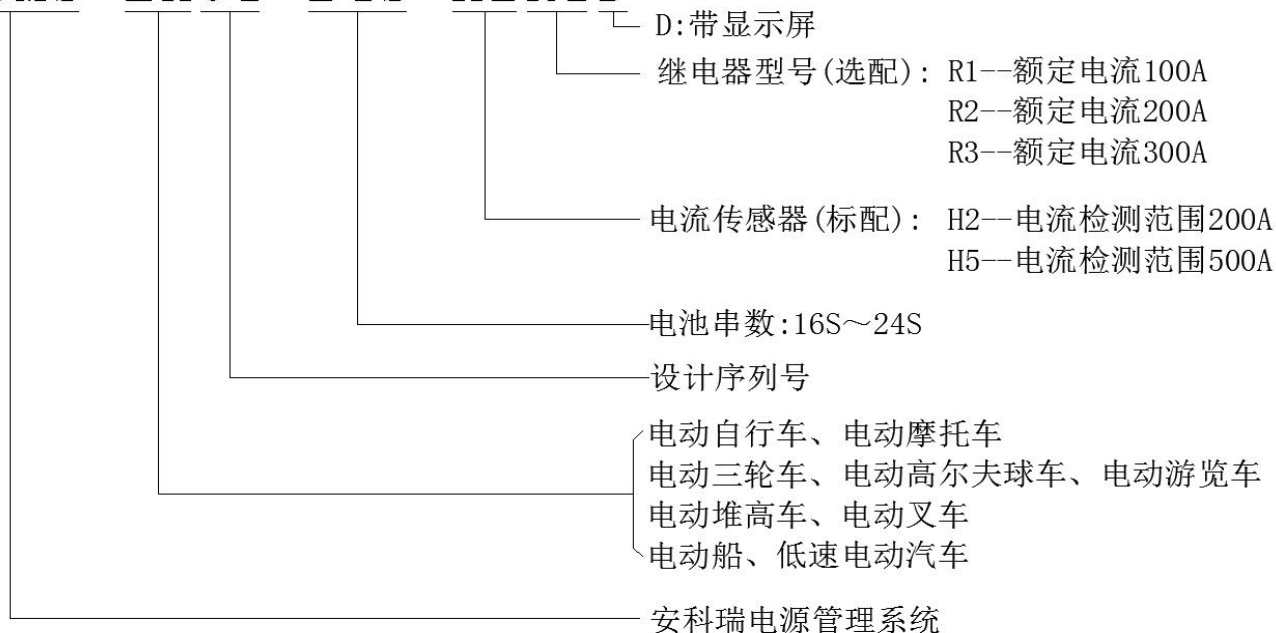 D:带显示屏
继电器型号(选配): R1--额定电流100A
R2--额定电流200A
R3--额定电流300A
电流传感器(标配): H2--电流检测范围200A
H5--电流检测范围500A
电池串数:16S～24S
设计序列号
电动自行车、电动摩托车
电动三轮车、电动高尔夫球车、电动游览车
电动堆高车、电动叉车
电动船、低速电动汽车
安科瑞电源管理系统